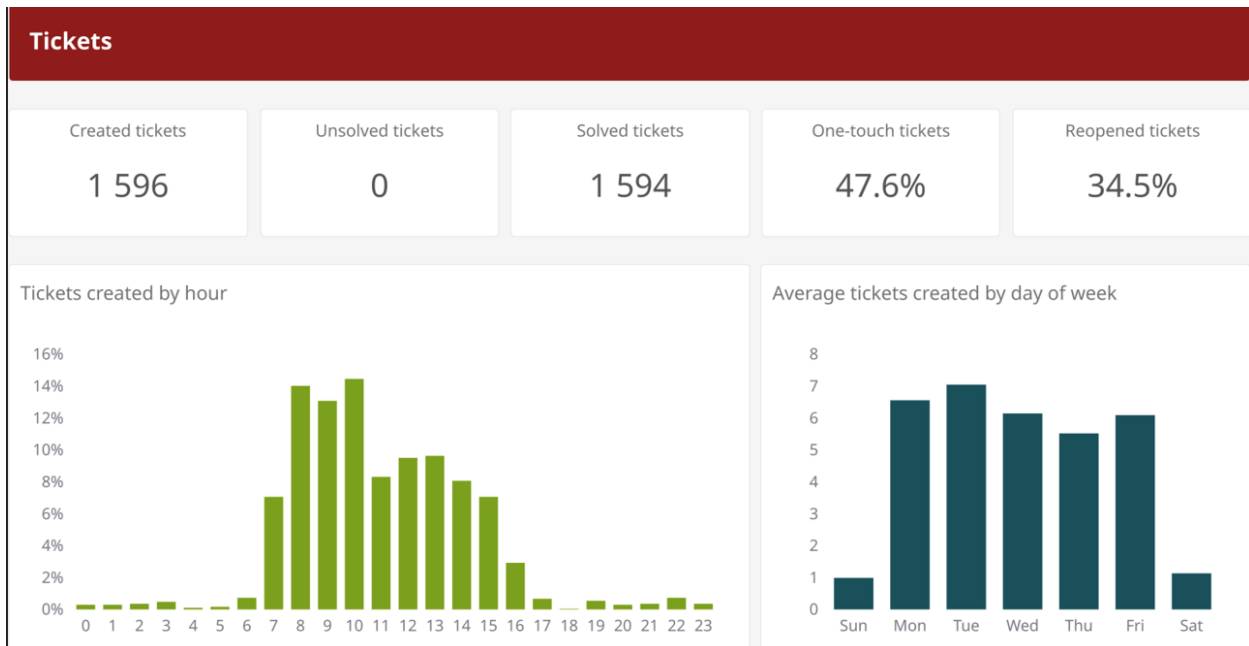 Tickets
Created tickets
1 596
Unsolved tickets
0
Solved tickets
1 594
One-touch tickets
47.6%
Reopened tickets
34.5%
Tickets created by hour
16%
14%
12%
10%
8%
6%
4%
2%
0%
0 1 2 3 4 5 6 7 8 9 10 11 12 13 14 15 16 17 18 19 20 21 22 23
Average tickets created by day of week
8
7
6
5
4
3
2
1
0
Sun Mon Tue Wed Thu Fri Sat